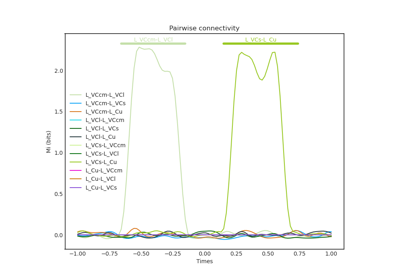 Pairwise connectivity
L_VCcm-L_VCl
L_VCs-L_Cu
2.0
1.5
1.0
0.5
0.0
MI (bits)
L_VCcm-L_VCl
L_VCcm-L_VCs
L_VCcm-L_Cu
L_VCl-L_VCcm
L_VCl-L_VCs
L_VCl-L_Cu
L_VCs-L_VCcm
L_VCs-L_VCl
L_VCs-L_Cu
L_Cu-L_VCcm
L_Cu-L_VCl
L_Cu-L_VCs
−1.00 −0.75 −0.50 −0.25 0.00 0.25 0.50 0.75 1.00
Times